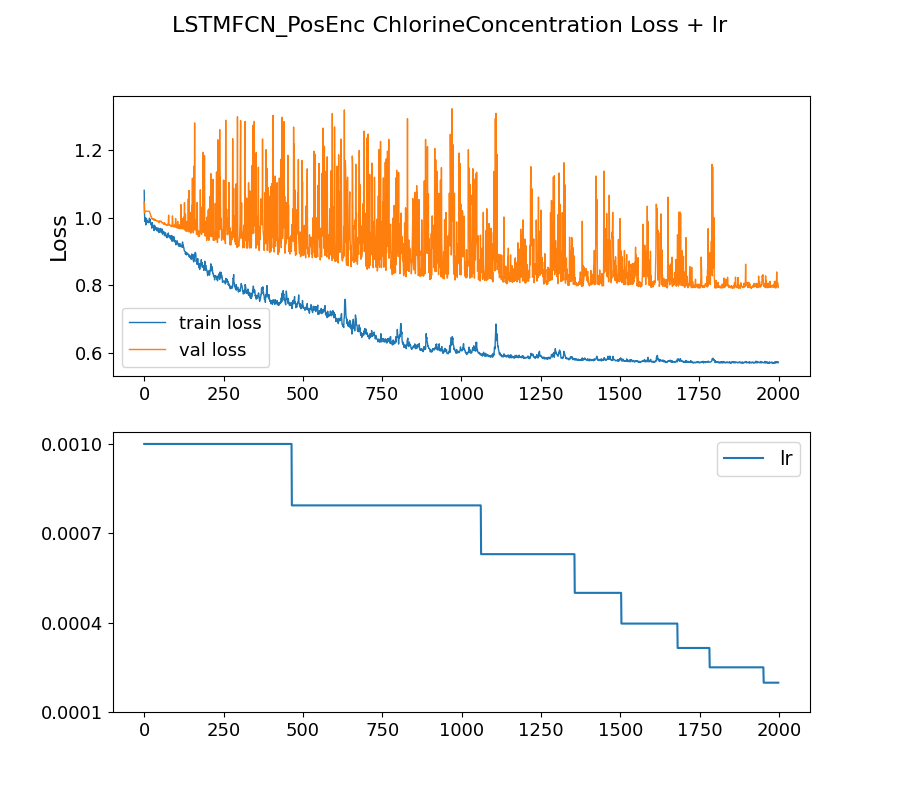 LSTMFCN_PosEnc ChlorineConcentration Loss + lr
Loss
1.2
1.0
0.8
0.6
train loss
val loss
0 250 500 750 1000 1250 1500 1750 2000
0.0010
0.0007
0.0004
0.0001
lr
0 250 500 750 1000 1250 1500 1750 2000